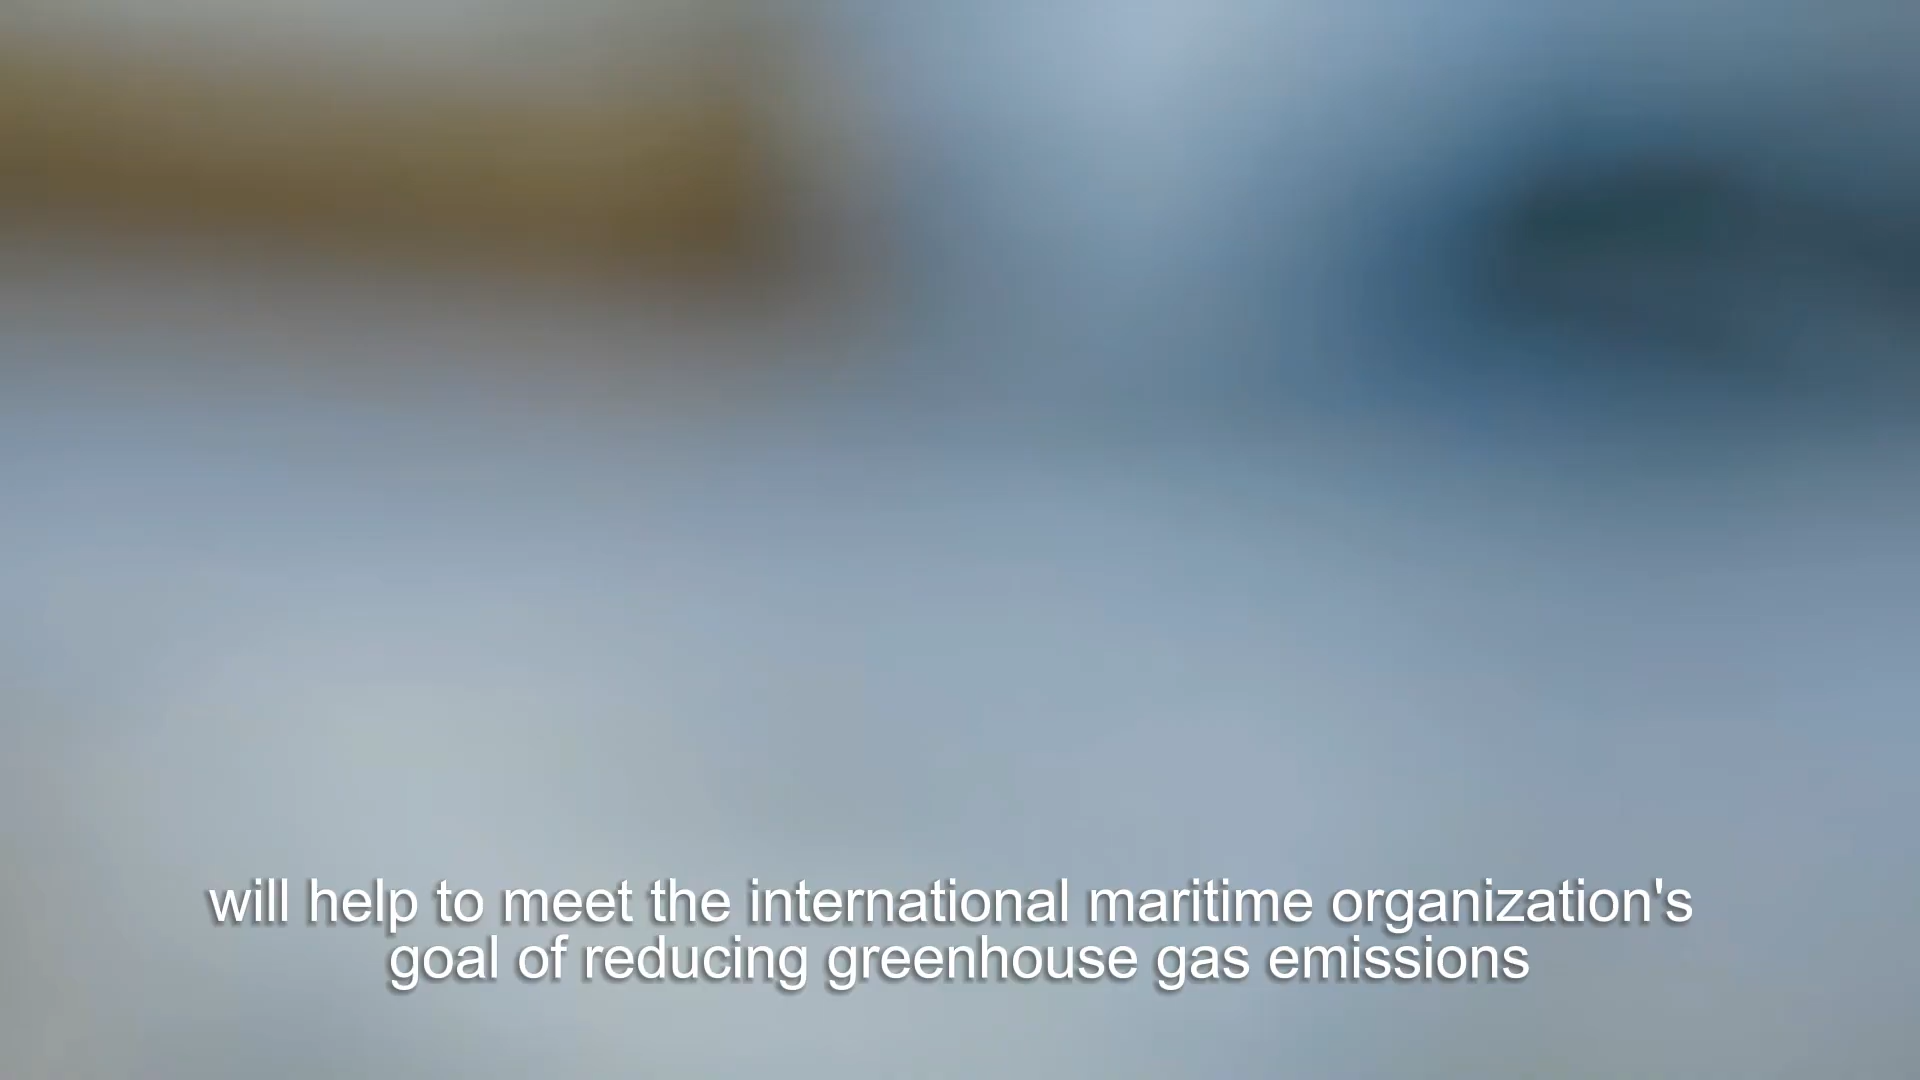 will help to meet the international maritime organization's
goal of reducing greenhouse gas emissions